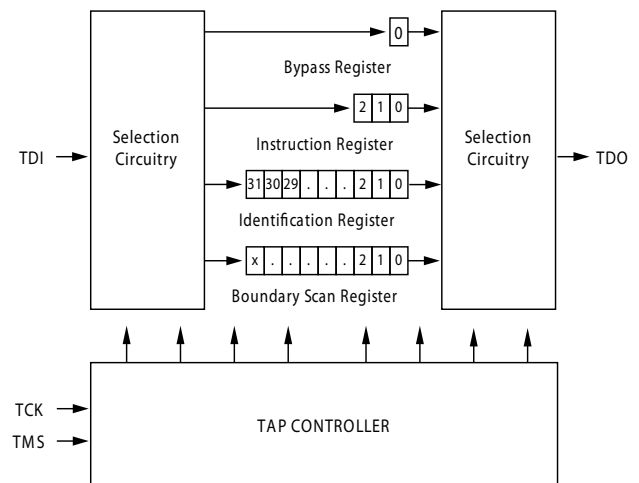 0
Bypass Register
2 1 0
Selection
Circuitry
Selection
Circuitry
TDI
TDO
Instruction Register
31 30 29 . . . 2 1 0
Identification Register
x . . . . . 2 1 0
Boundary Scan Register
TCK
TMS
TAP CONTROLLER